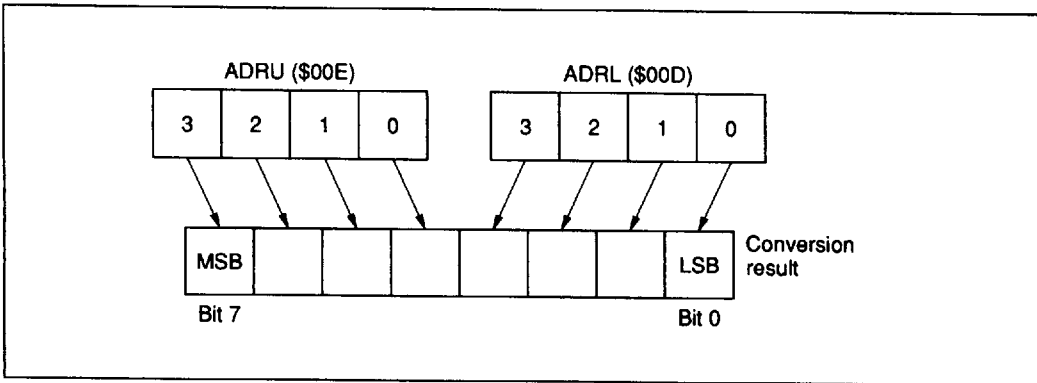 ADRU ($00E) ADRL ($00D)
3 2 1 0 3 2 1 0
MSB LSB Conversion
result
Bit 7 Bit 0